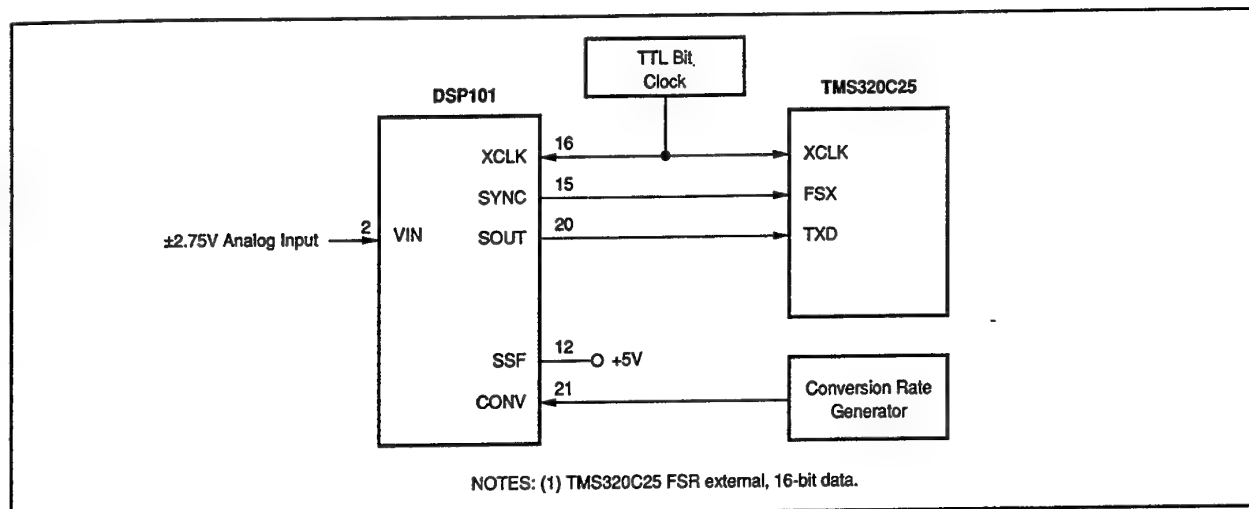 TTL Bit
Clock
DSP101
TMS320C25
XCLK
16
XCLK
SYNC
15
FSX
±2.75V Analog Input
2
VIN
SOUT
20
TXD
SSF
12
+5V
CONV
21
Conversion Rate
Generator
NOTES: (1) TMS320C25 FSR external, 16-bit data.